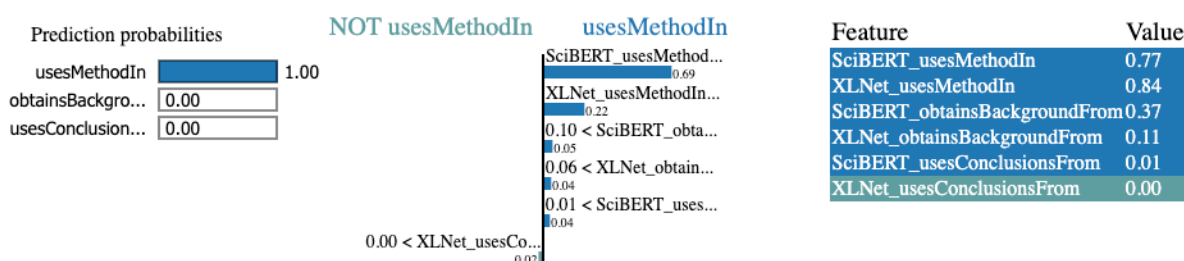 Prediction probabilities
usesMethodIn 1.00
obtainsBackgro... 0.00
usesConclusion... 0.00
NOT usesMethodIn usesMethodIn
SciBERT_usesMethod...
0.69
XLNet_usesMethodIn...
0.22
0.10 < SciBERT_obta...
0.05
0.06 < XLNet_obtain...
0.04
0.01 < SciBERT_uses...
0.04
0.00 < XLNet_usesCo...
0.02
Feature Value
SciBERT_usesMethodIn 0.77
XLNet_usesMethodIn 0.84
SciBERT_obtainsBackgroundFrom 0.37
XLNet_obtainsBackgroundFrom 0.11
SciBERT_usesConclusionsFrom 0.01
XLNet_usesConclusionsFrom 0.00